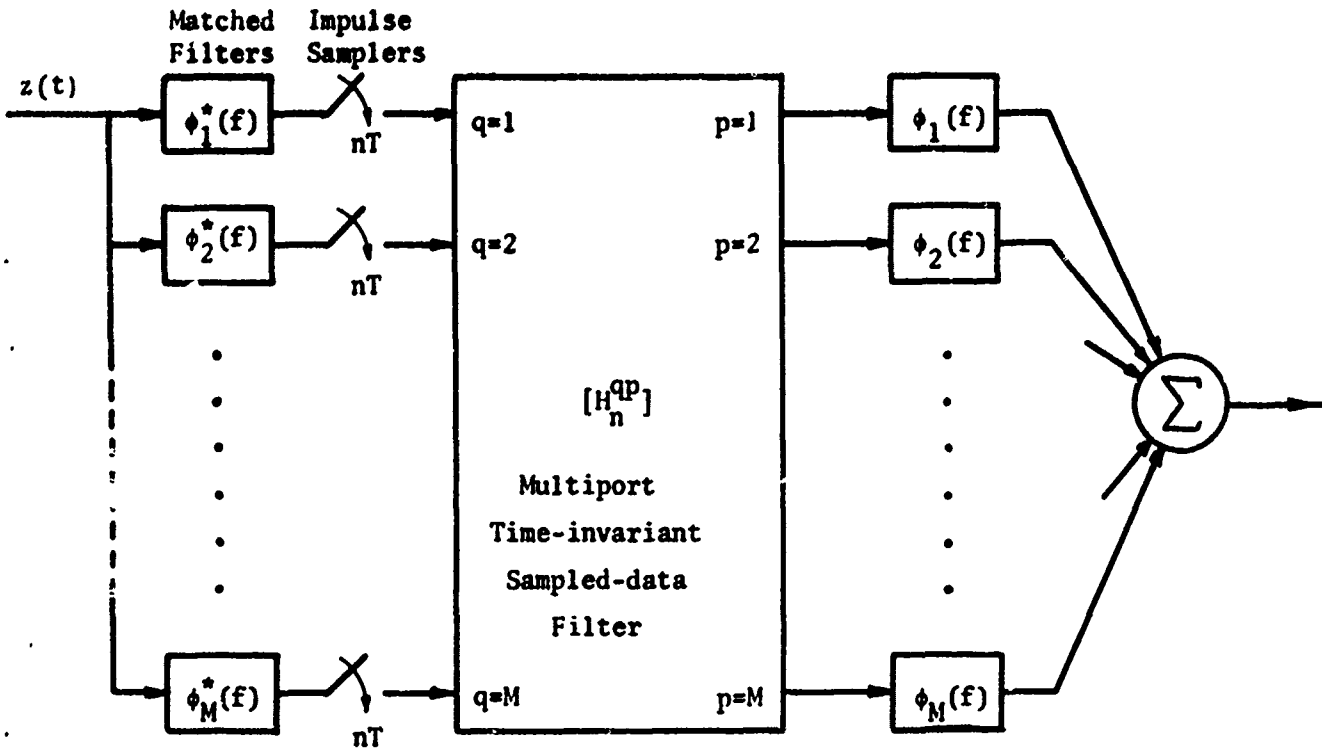 Matched Impulse
Filters Samplers
z(t)
ϕ₁*(f)
nT
q=1
p=1
ϕ₁(f)
ϕ₂*(f)
nT
q=2
p=2
ϕ₂(f)
[Hₙ^qp]
Σ
Multiport
Time-invariant
Sampled-data
Filter
ϕ_M*(f)
nT
q=M
p=M
ϕ_M(f)